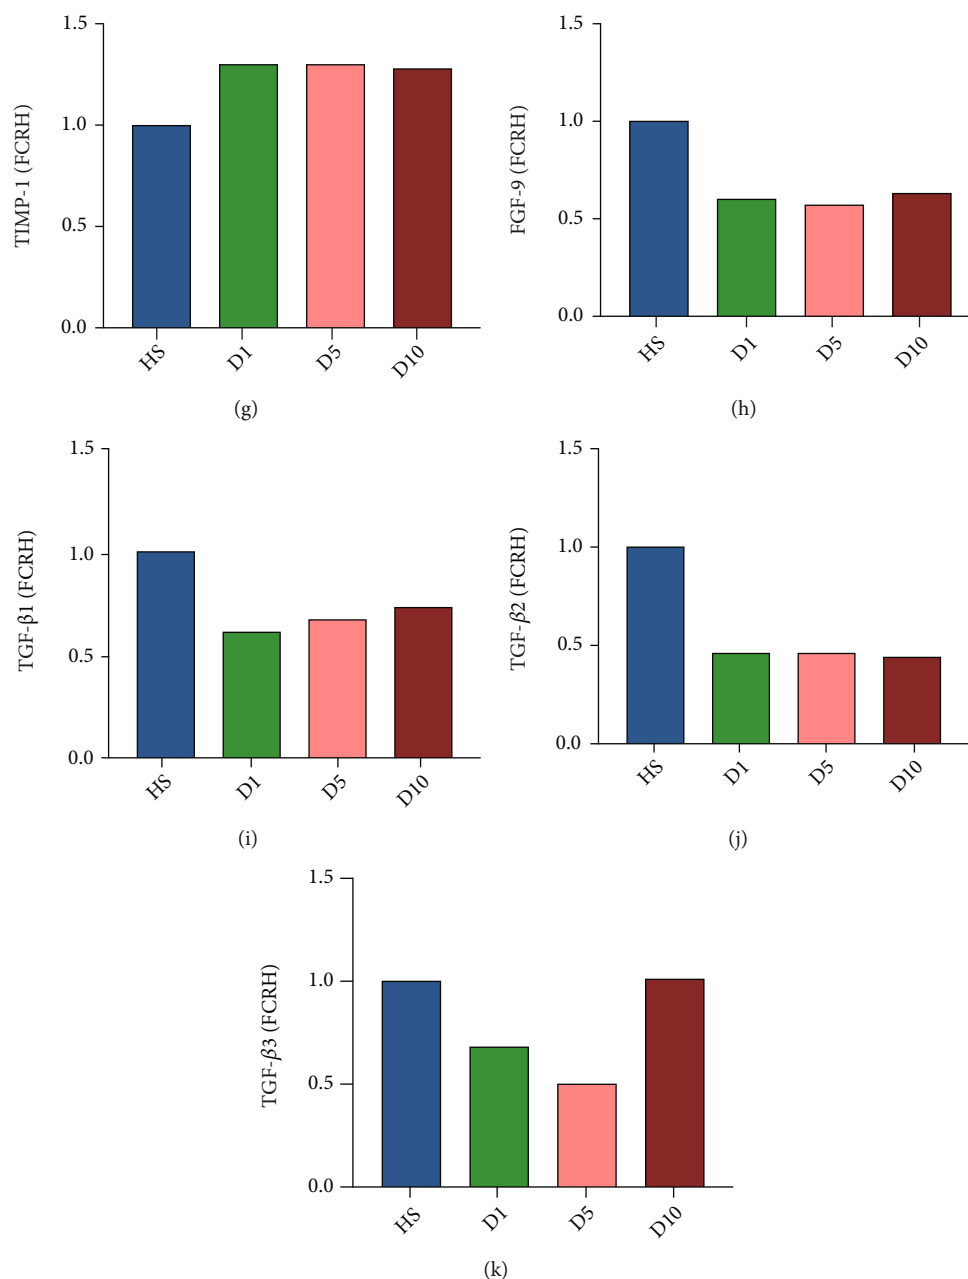 TIMP-1 (FCRH)
1.5
1.0
0.5
0.0
HS
D1
D5
D10
(g)
FGF-9 (FCRH)
1.5
1.0
0.5
0.0
HS
D1
D5
D10
(h)
TGF-β1 (FCRH)
1.5
1.0
0.5
0.0
HS
D1
D5
D10
(i)
TGF-β2 (FCRH)
1.5
1.0
0.5
0.0
HS
D1
D5
D10
(j)
TGF-β3 (FCRH)
1.5
1.0
0.5
0.0
HS
D1
D5
D10
(k)